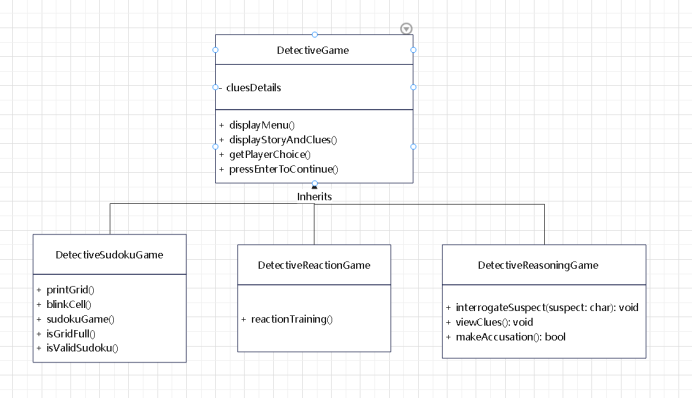 DetectiveGame
- cluesDetails
+ displayMenu()
+ displayStoryAndClues()
+ getPlayerChoice()
+ pressEnterToContinue()
Inherits
DetectiveSudokuGame
+ printGrid()
+ blinkCell()
+ sudokuGame()
+ isGridFull()
+ isValidSudoku()
DetectiveReactionGame
+ reactionTraining()
DetectiveReasoningGame
+ interrogateSuspect(suspect: char): void
+ viewClues(): void
+ makeAccusation(): bool